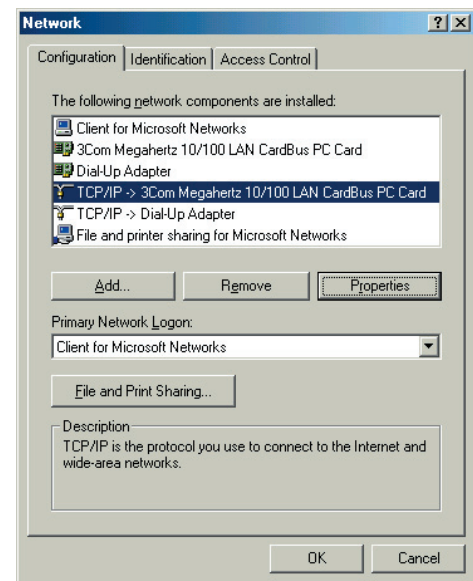 Network
Configuration Identification Access Control
The following network components are installed:
Client for Microsoft Networks
3Com Megahertz 10/100 LAN CardBus PC Card
Dial-Up Adapter
TCP/IP -> 3Com Megahertz 10/100 LAN CardBus PC Card
TCP/IP -> Dial-Up Adapter
File and printer sharing for Microsoft Networks
Add... Remove Properties
Primary Network Logon:
Client for Microsoft Networks
File and Print Sharing...
Description
TCP/IP is the protocol you use to connect to the Internet and
wide-area networks.
OK Cancel